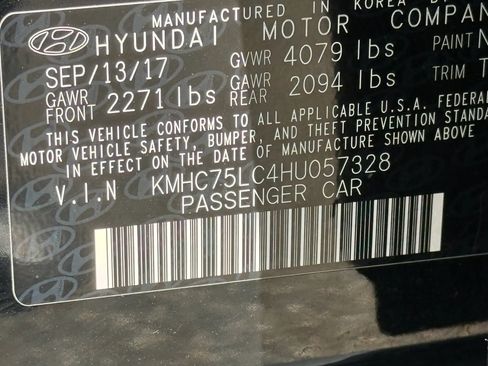 MANUFACTURED IN KOREA BY
HYUNDAI MOTOR COMPANY
SEP/13/17 GVWR 4079 lbs PAINT
GAWR FRONT 2271 lbs GAWR REAR 2094 lbs TRIM
THIS VEHICLE CONFORMS TO ALL APPLICABLE U.S.A. FEDERAL
MOTOR VEHICLE SAFETY, BUMPER, AND THEFT PREVENTION STANDA
IN EFFECT ON THE DATE OF MANUFACTURE SHOWN ABOVE.
V.I.N KMHC75LC4HU057328
PASSENGER CAR